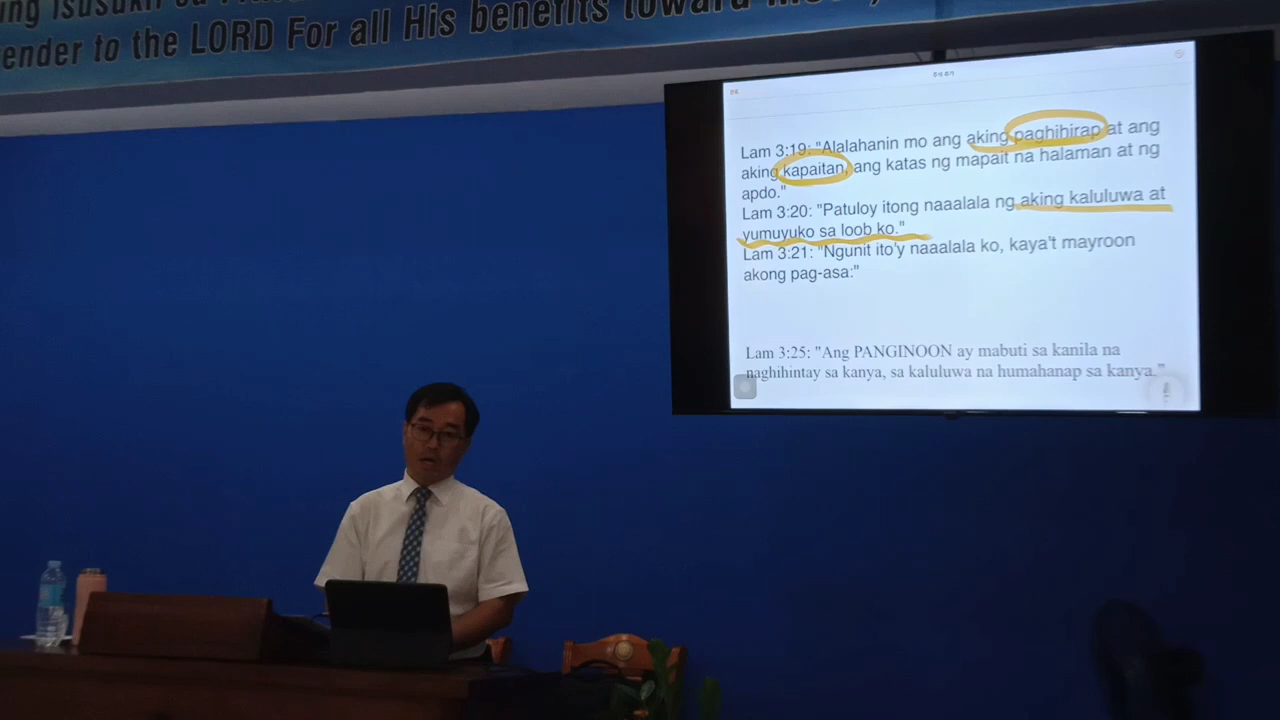 ender to the LORD For all His benefits toward
Lam 3:19: "Alalahanin mo ang aking paghihirap at ang
aking kapaitan, ang katas ng mapait na halaman at ng
apdo."
Lam 3:20: "Patuloy itong naaalala ng aking kaluluwa at
yumuyuko sa loob ko."
Lam 3:21: "Ngunit ito'y naaalala ko, kaya't mayroon
akong pag-asa:"
Lam 3:25: "Ang PANGINOON ay mabuti sa kanila na
naghihintay sa kanya, sa kaluluwa na humahanap sa kanya."